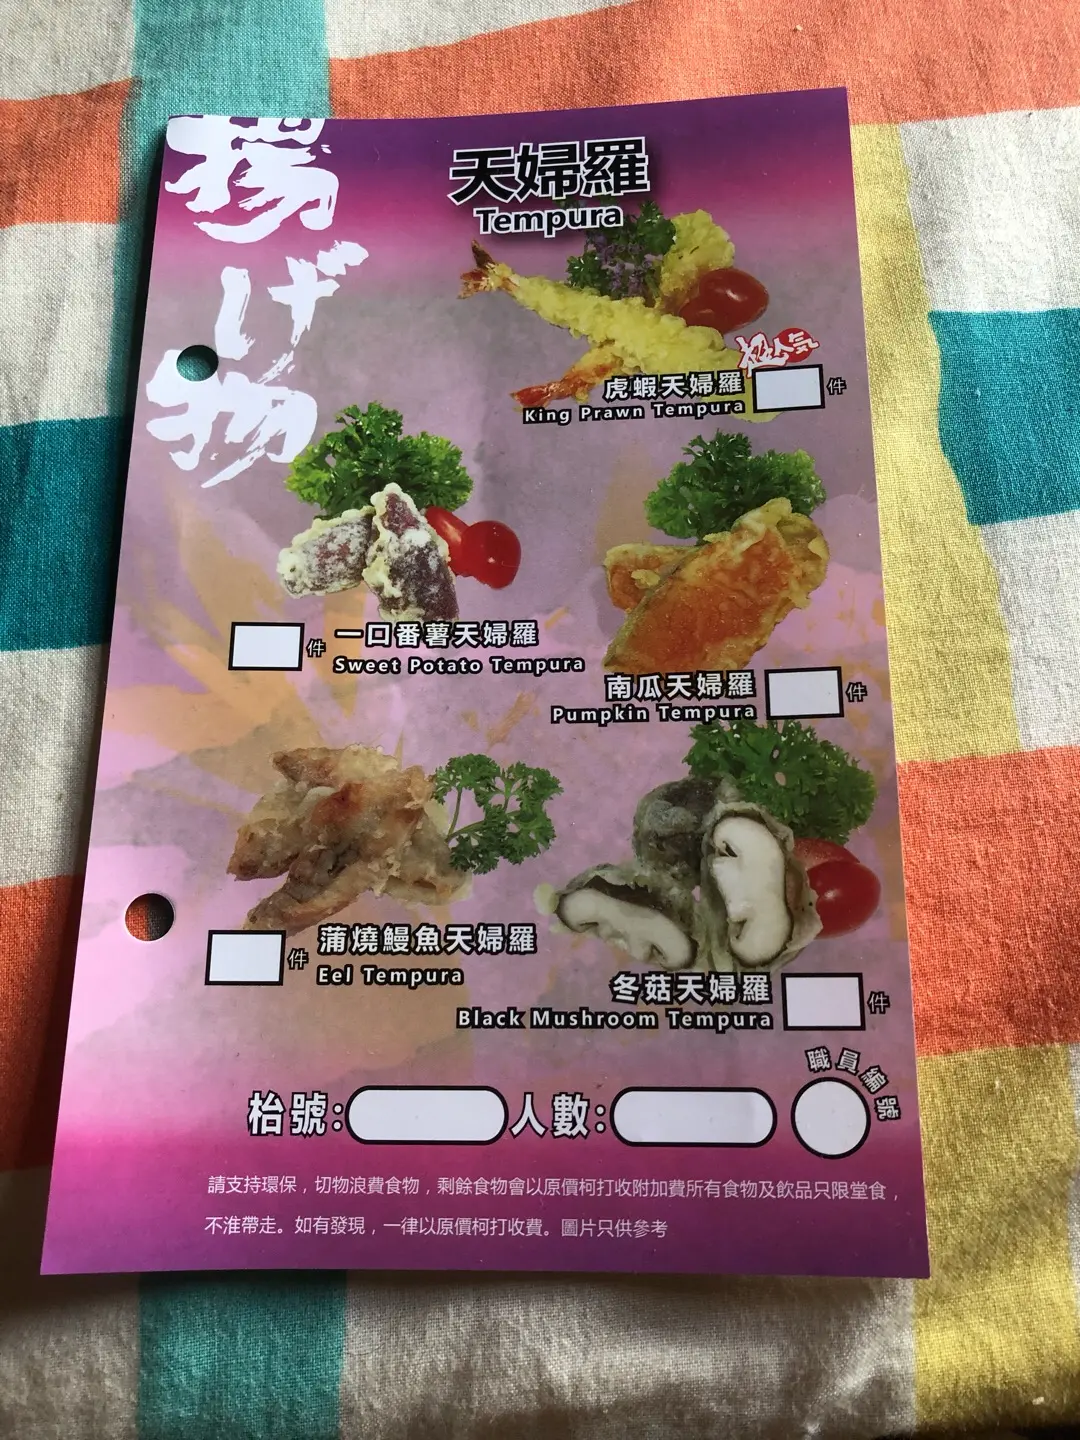 揚げ物
天婦羅
Tempura
極人気
虎蝦天婦羅
件
King Prawn Tempura
一口番薯天婦羅
件
Sweet Potato Tempura
南瓜天婦羅
件
Pumpkin Tempura
蒲燒鰻魚天婦羅
件
Eel Tempura
冬菇天婦羅
件
Black Mushroom Tempura
職員編號
枱號:
人數:
請支持環保，切物浪費食物，剩餘食物會以原價柯打收附加費所有食物及飲品只限堂食，
不淮帶走。如有發現，一律以原價柯打收費。圖片只供參考